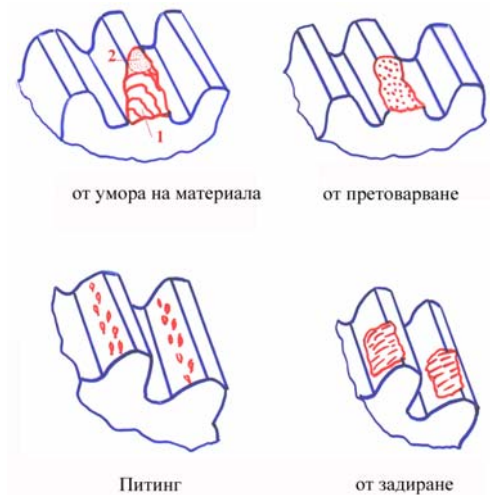 2
1
от умора на материала
от претоварване
Питинг
от задиране